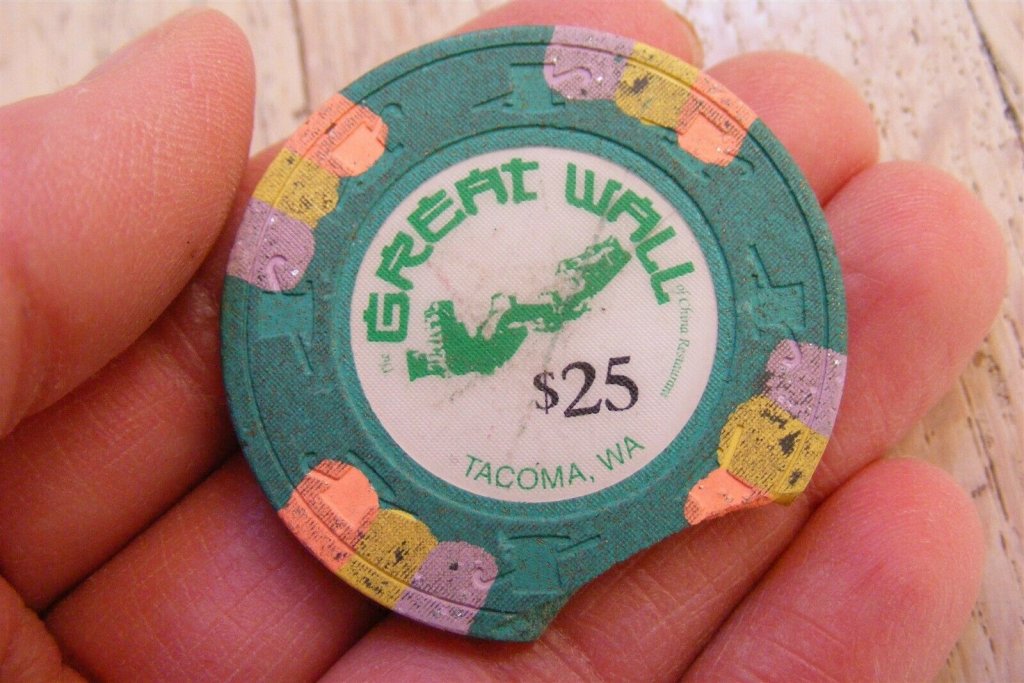 The
GREAT WALL
of China Restaurant
$25
TACOMA, WA